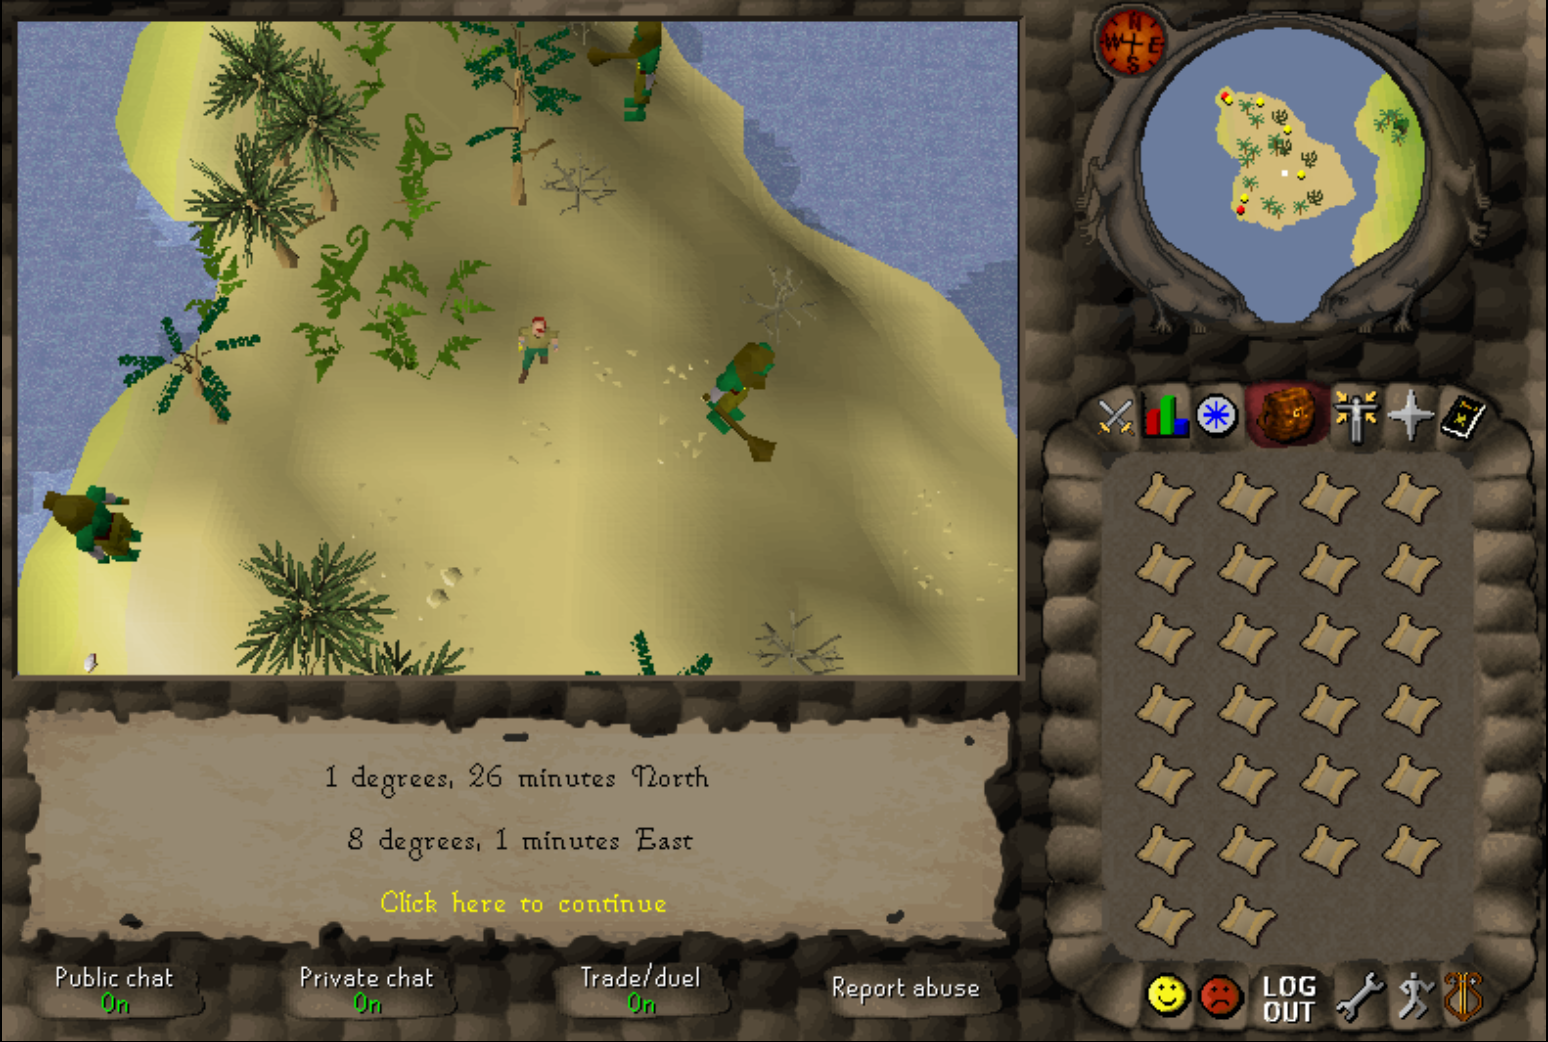 N
W E
S
1 degrees, 26 minutes North
8 degrees, 1 minutes East
Click here to continue
Public chat
On
Private chat
On
Trade/duel
On
Report abuse
LOG
OUT